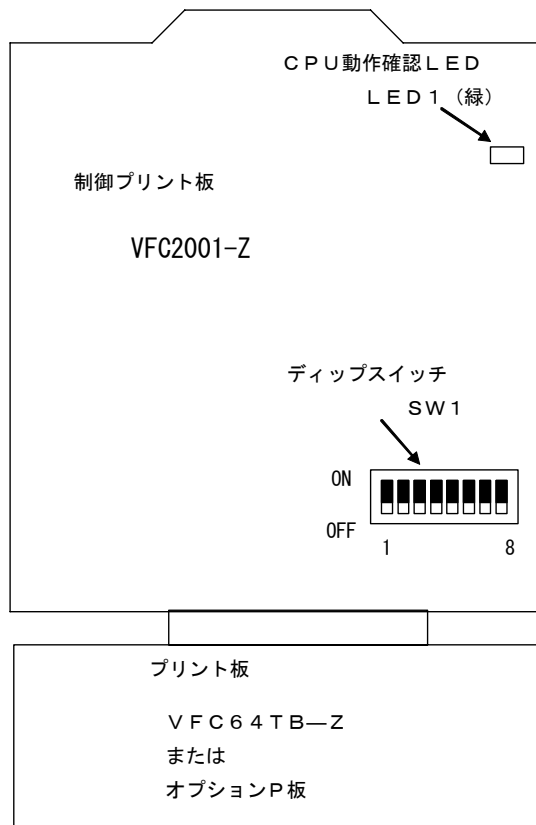 CPU動作確認LED
LED1(緑)
制御プリント板
VFC2001-Z
ディップスイッチ
SW1
ON
OFF
1 8
プリント板
VFC64TB―Z
または
オプションP板